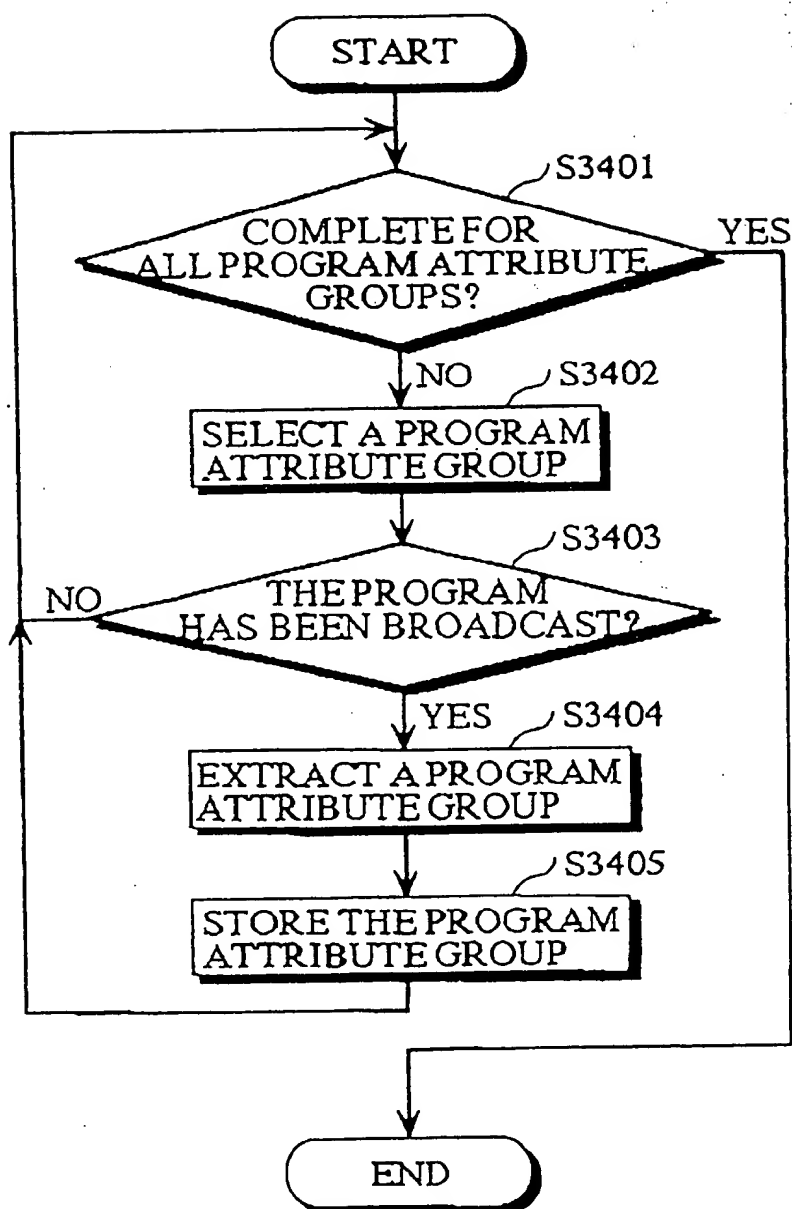 START
S3401
COMPLETE FOR
ALL PROGRAM ATTRIBUTE
GROUPS?
YES
NO
S3402
SELECT A PROGRAM
ATTRIBUTE GROUP
S3403
THE PROGRAM
HAS BEEN BROADCAST?
NO
YES
S3404
EXTRACT A PROGRAM
ATTRIBUTE GROUP
S3405
STORE THE PROGRAM
ATTRIBUTE GROUP
END